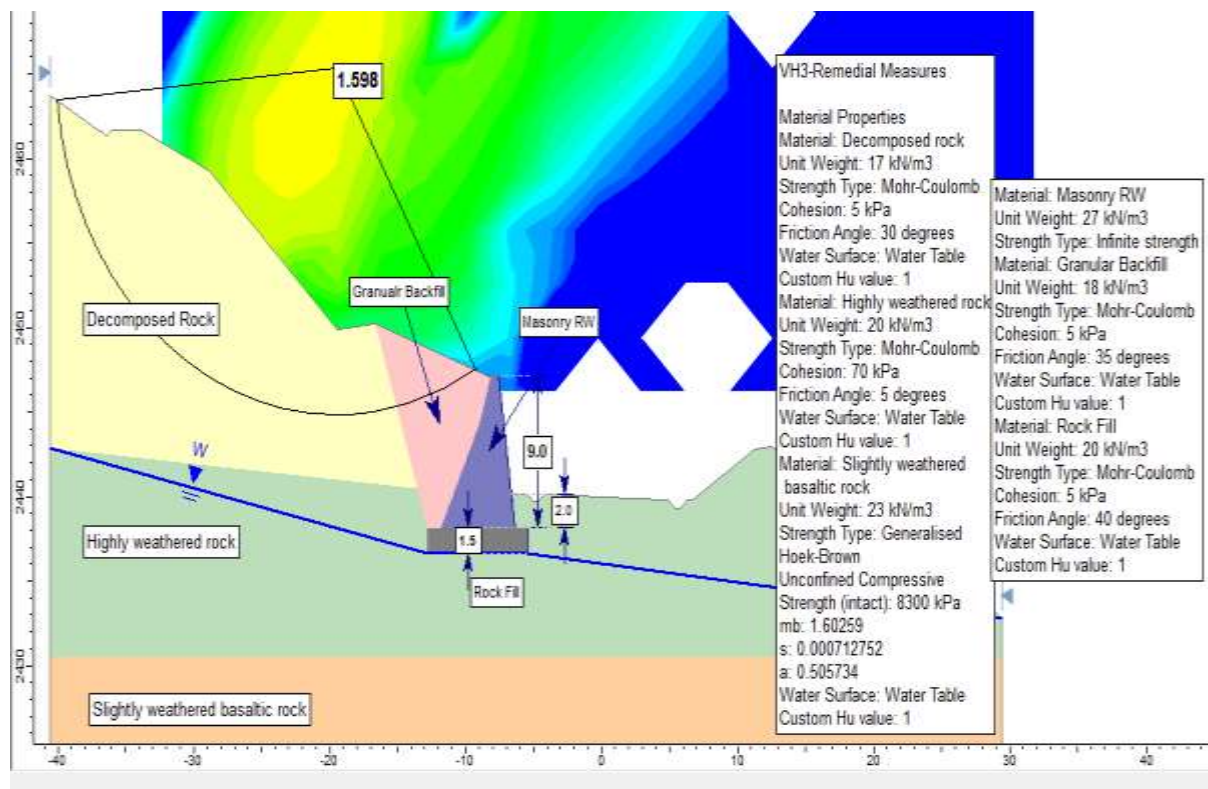 1.598
Granualr Backfill
Masonry RW
Decomposed Rock
W
9.0
2.0
Highly weathered rock
1.5
Rock Fill
Slightly weathered basaltic rock
VH3-Remedial Measures
Material Properties
Material: Decomposed rock
Unit Weight: 17 kN/m3
Strength Type: Mohr-Coulomb
Cohesion: 5 kPa
Friction Angle: 30 degrees
Water Surface: Water Table
Custom Hu value: 1
Material: Highly weathered rock
Unit Weight: 20 kN/m3
Strength Type: Mohr-Coulomb
Cohesion: 70 kPa
Friction Angle: 5 degrees
Water Surface: Water Table
Custom Hu value: 1
Material: Slightly weathered
basaltic rock
Unit Weight: 23 kN/m3
Strength Type: Generalised
Hoek-Brown
Unconfined Compressive
Strength (intact): 8300 kPa
mb: 1.60259
s: 0.000712752
a: 0.505734
Water Surface: Water Table
Custom Hu value: 1
Material: Masonry RW
Unit Weight: 27 kN/m3
Strength Type: Infinite strength
Material: Granular Backfill
Unit Weight: 18 kN/m3
Strength Type: Mohr-Coulomb
Cohesion: 5 kPa
Friction Angle: 35 degrees
Water Surface: Water Table
Custom Hu value: 1
Material: Rock Fill
Unit Weight: 20 kN/m3
Strength Type: Mohr-Coulomb
Cohesion: 5 kPa
Friction Angle: 40 degrees
Water Surface: Water Table
Custom Hu value: 1
2460
2450
2440
2430
-40 -30 -20 -10 0 10 20 30 40